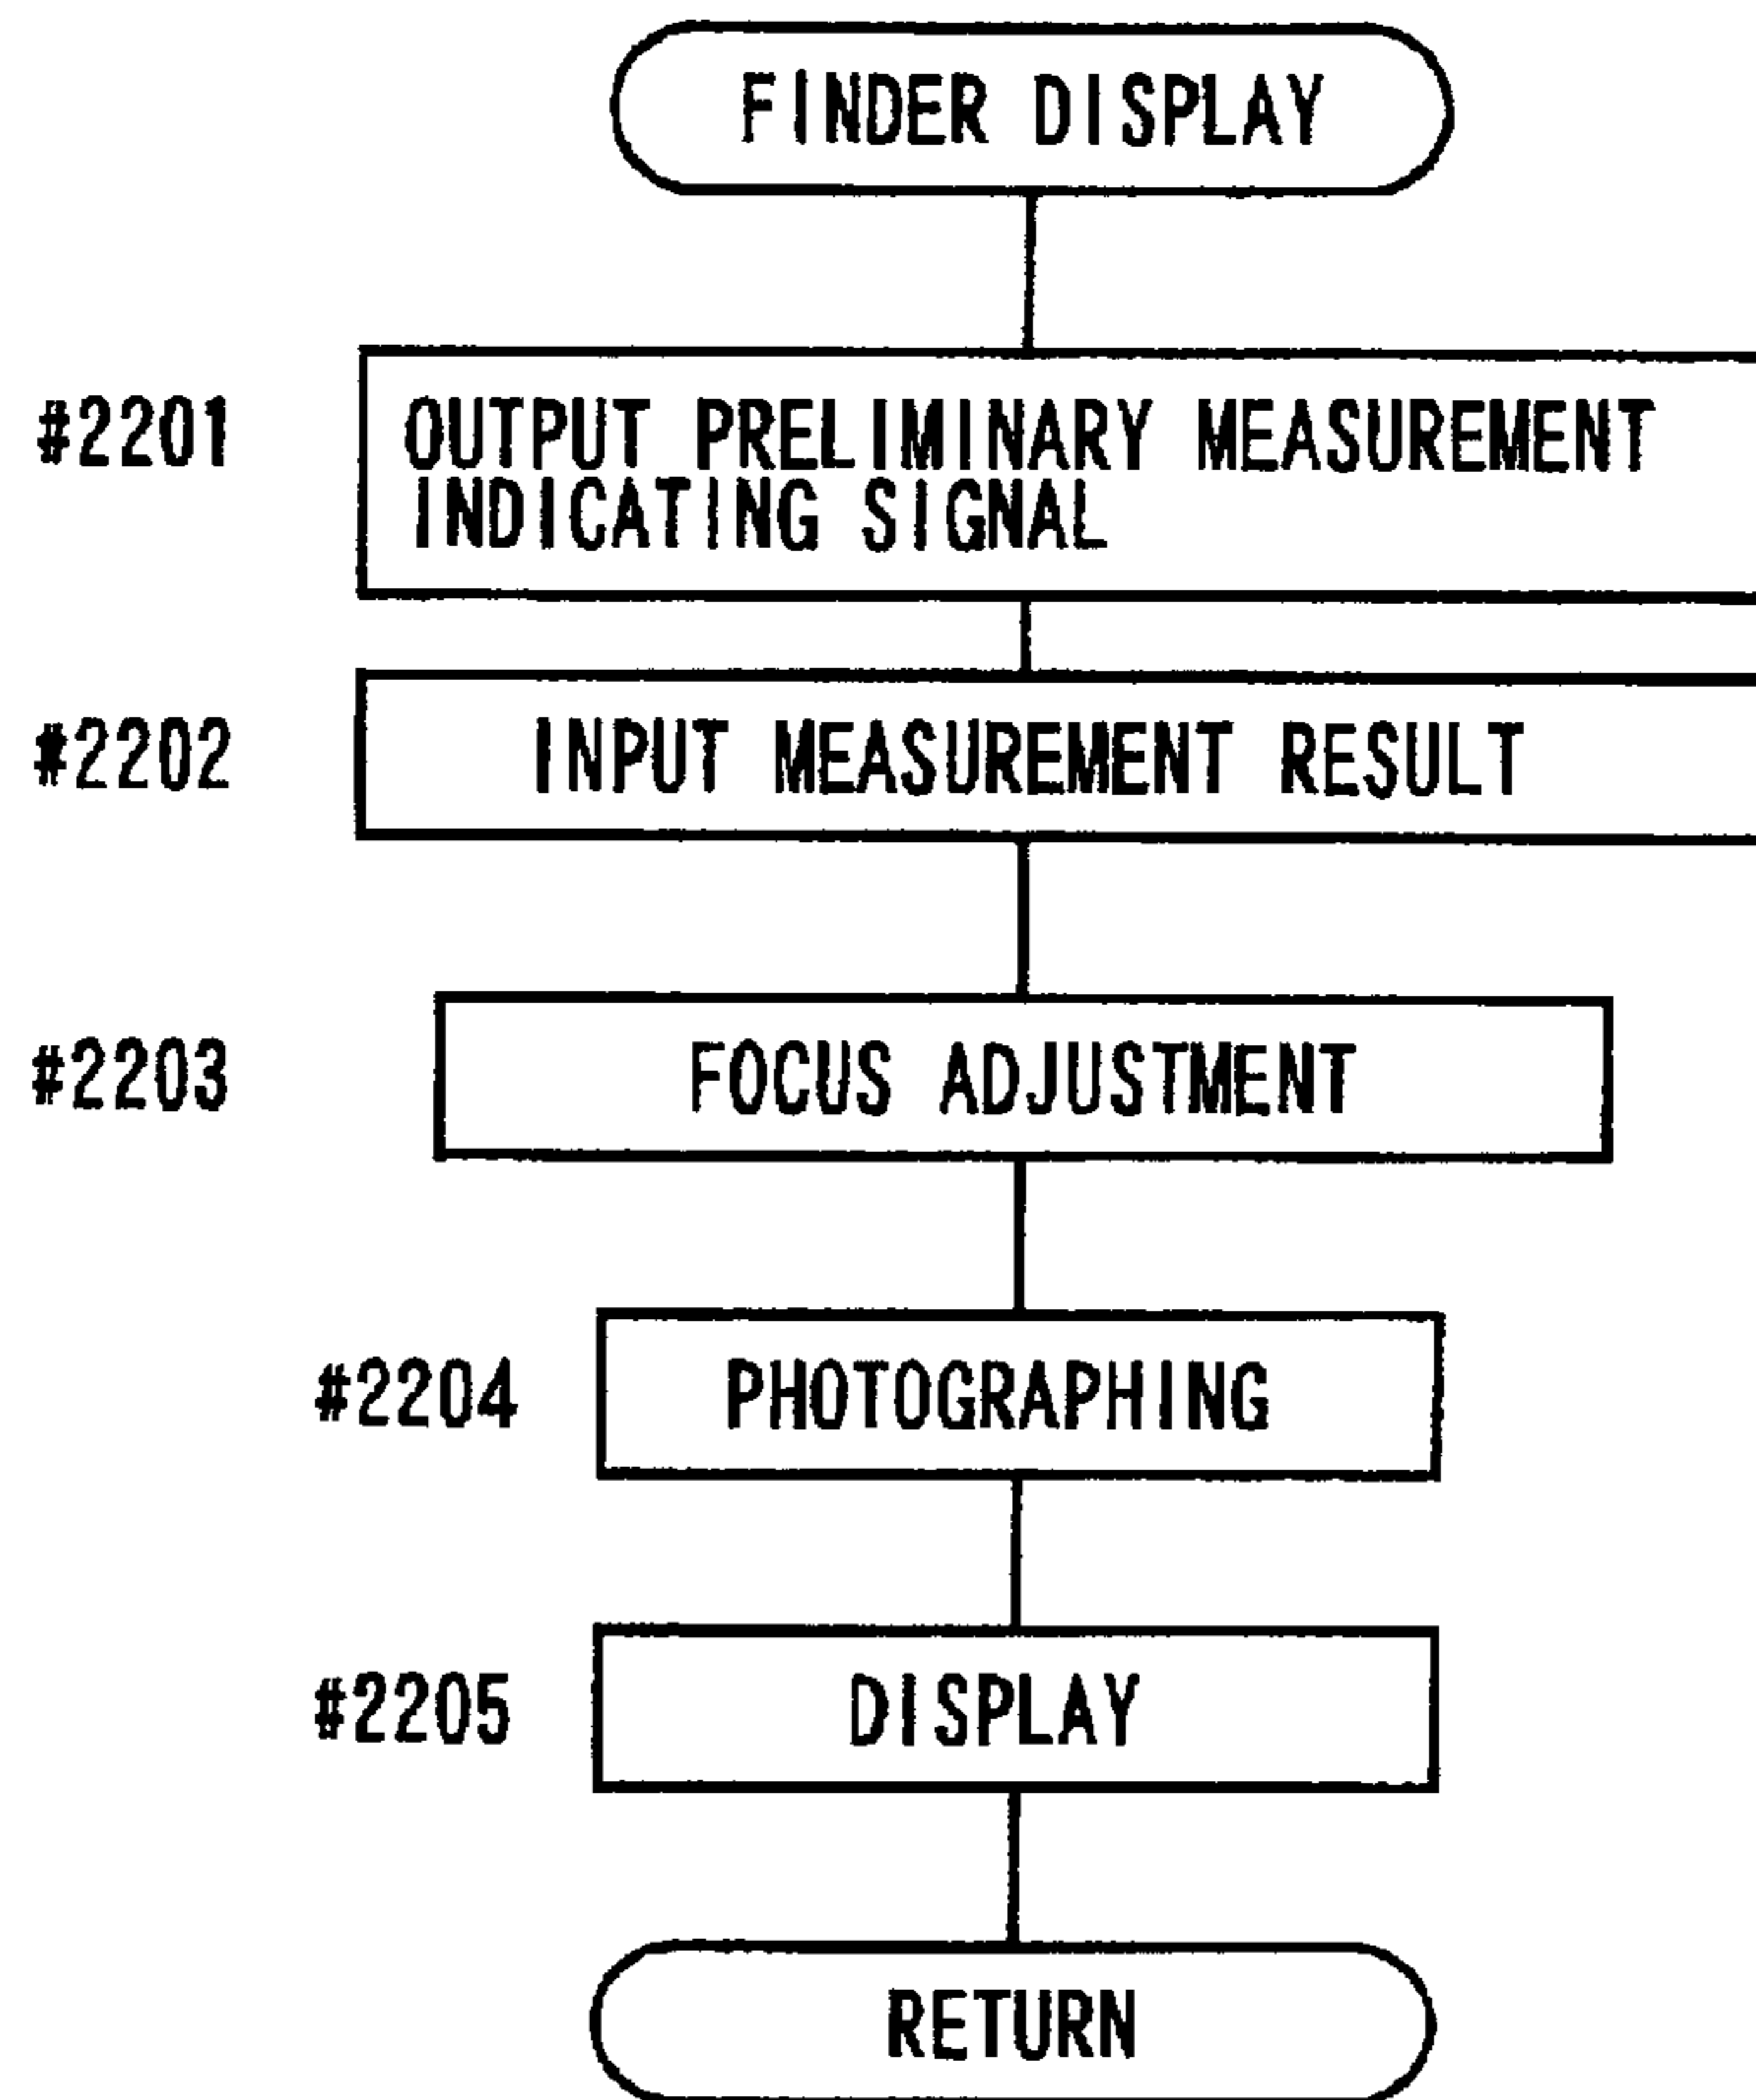 FINDER DISPLAY
#2201
OUTPUT PRELIMINARY MEASUREMENT
INDICATING SIGNAL
#2202
INPUT MEASUREMENT RESULT
#2203
FOCUS ADJUSTMENT
#2204
PHOTOGRAPHING
#2205
DISPLAY
RETURN